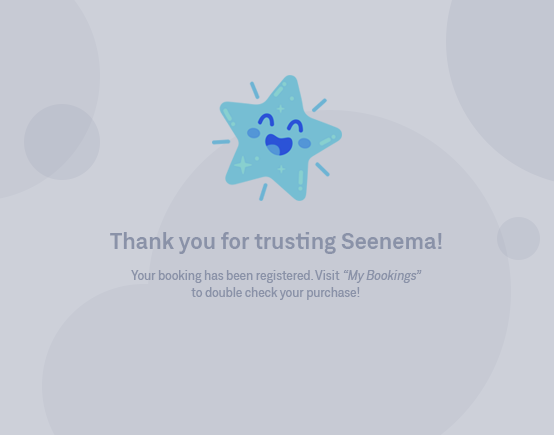 Thank you for trusting Seenema!
Your booking has been registered. Visit "My Bookings"
to double check your purchase!